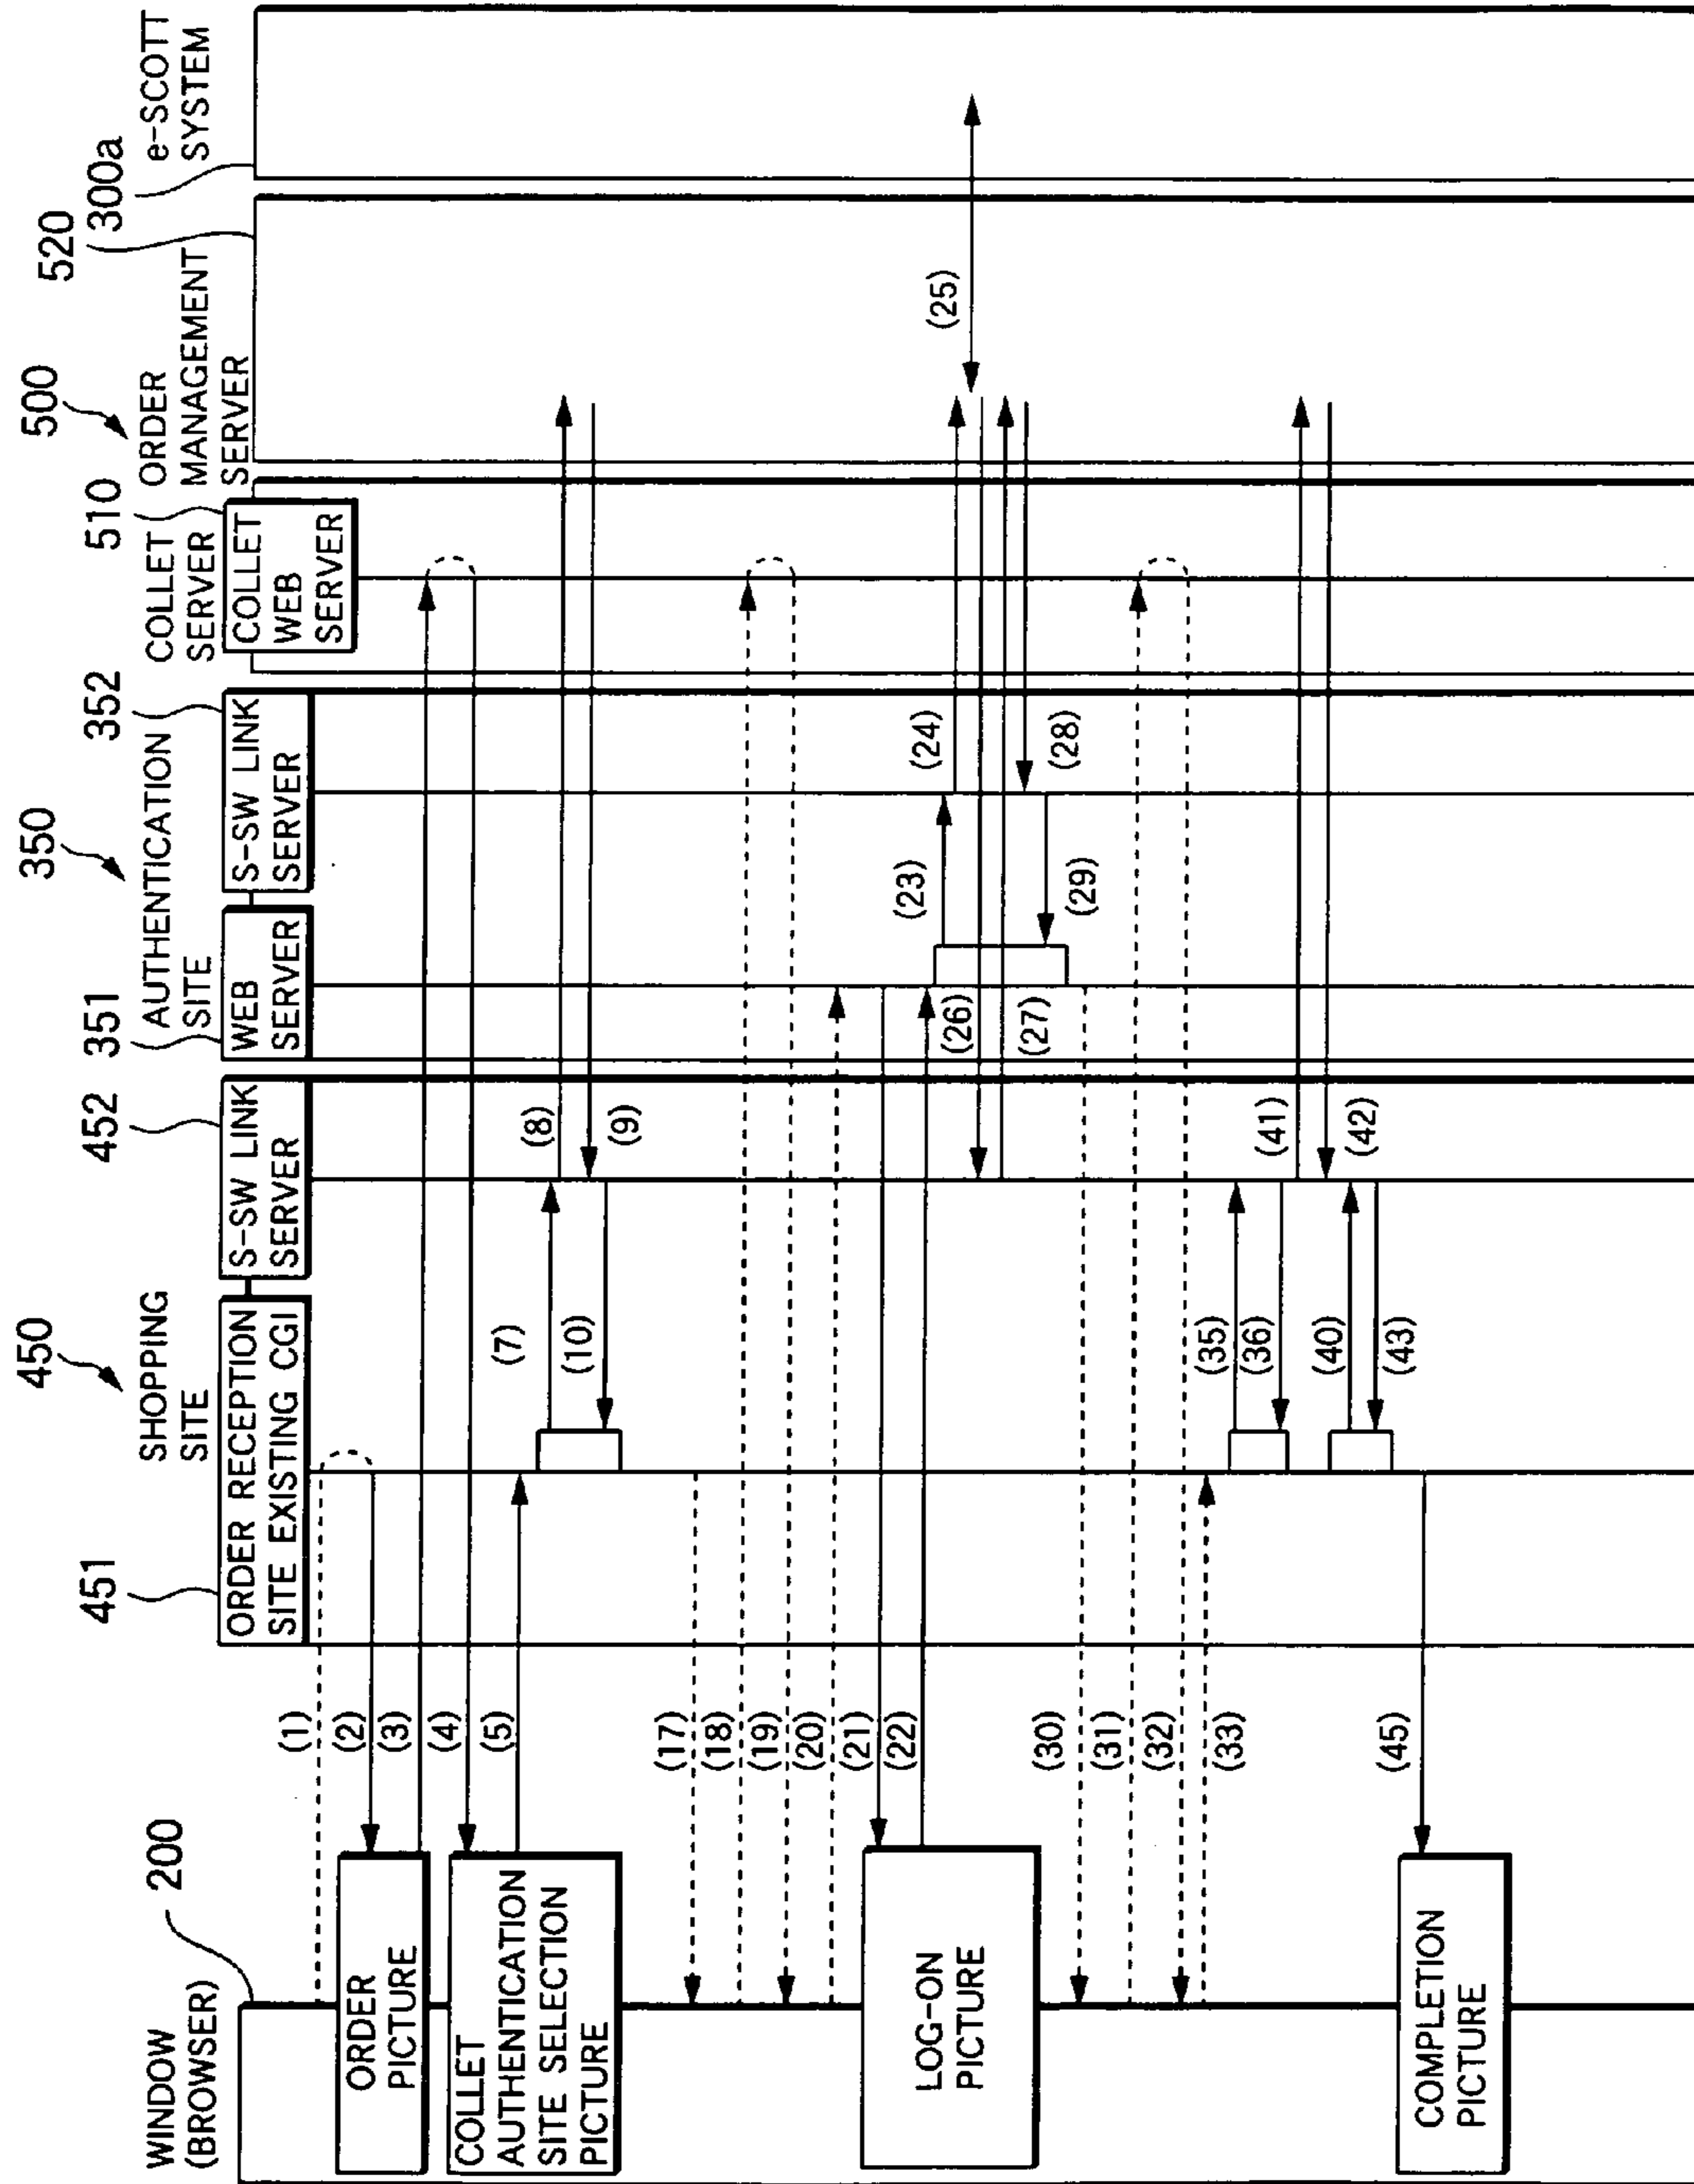 WINDOW
(BROWSER)
200
450
SHOPPING
SITE
451
ORDER RECEPTION
SITE EXISTING CGI
452
S-SW LINK
SERVER
350
AUTHENTICATION
SITE
351
WEB
SERVER
352
S-SW LINK
SERVER
500
COLLET
SERVER
510
COLLET
WEB
SERVER
ORDER
MANAGEMENT
SERVER
520
300a
e-SCOTT
SYSTEM
ORDER
PICTURE
COLLET
AUTHENTICATION
SITE SELECTION
PICTURE
LOG-ON
PICTURE
COMPLETION
PICTURE
(1)
(2)
(3)
(4)
(5)
(7)
(8)
(9)
(10)
(17)
(18)
(19)
(20)
(21)
(22)
(23)
(24)
(25)
(26)
(27)
(28)
(29)
(30)
(31)
(32)
(33)
(35)
(36)
(40)
(41)
(42)
(43)
(45)